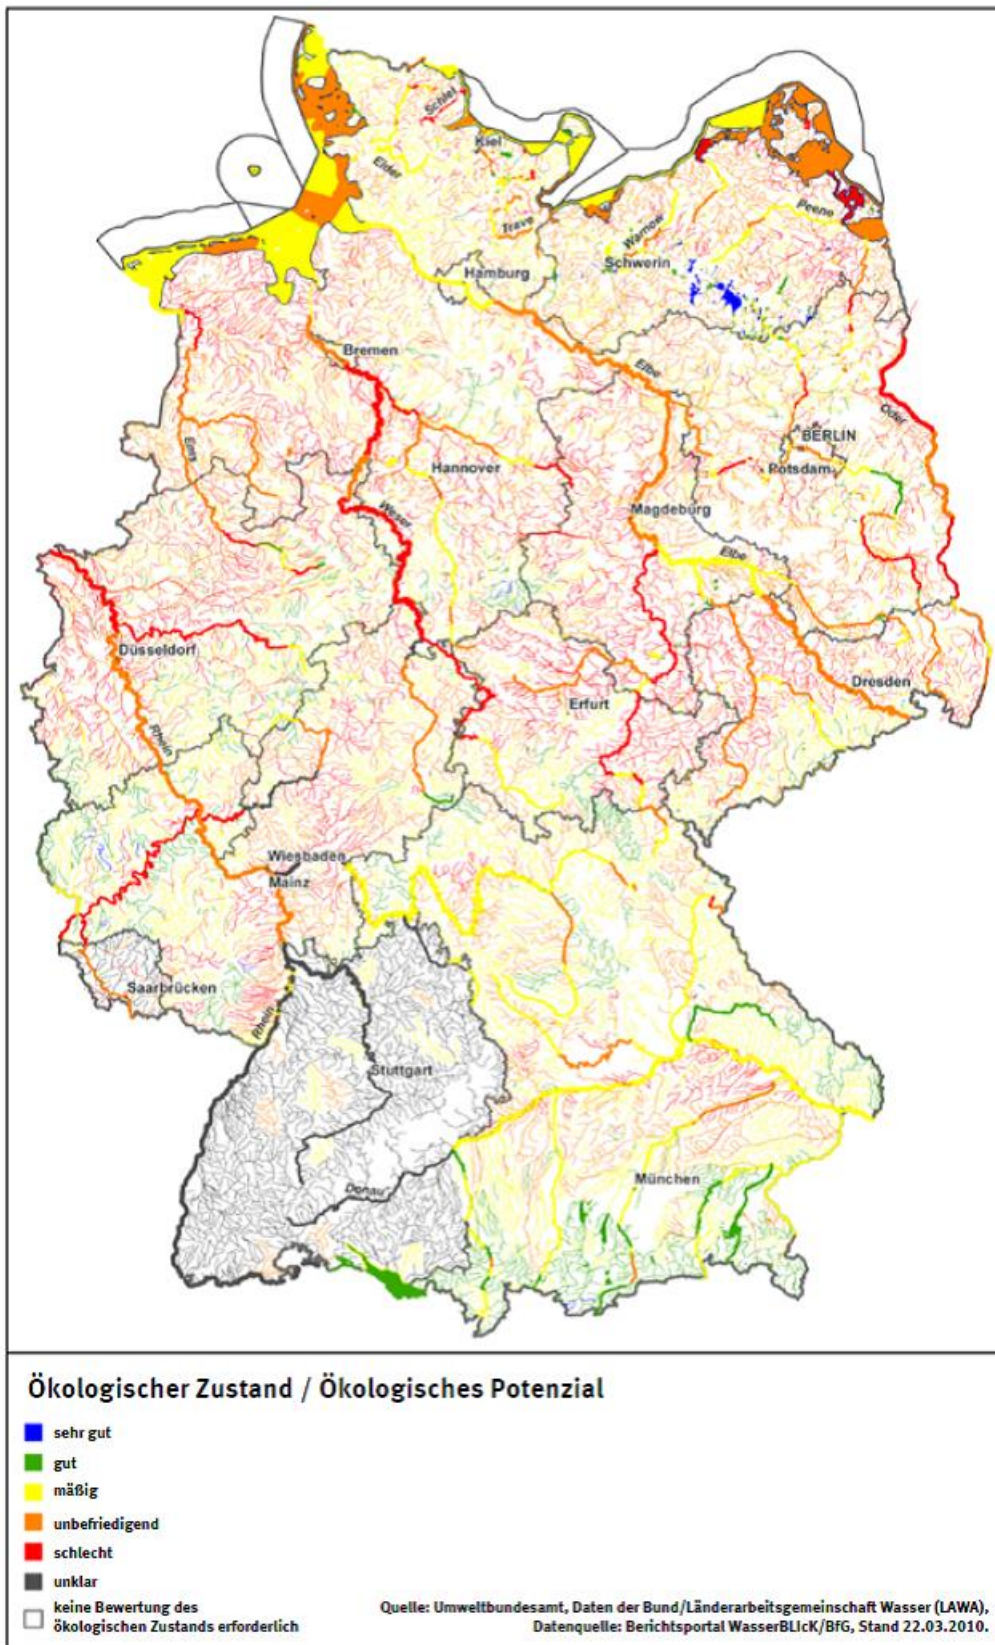 Schlei
Kiel
Eider
Trave
Warnow
Peene
Schwerin
Hamburg
Bremen
Elbe
Oder
BERLIN
Potsdam
Ems
Hannover
Weser
Magdeburg
Elbe
Düsseldorf
Rhein
Erfurt
Dresden
Wiesbaden
Mainz
Saarbrücken
Rhein
Stuttgart
Donau
München
Ökologischer Zustand / Ökologisches Potenzial
sehr gut
gut
mäßig
unbefriedigend
schlecht
unklar
keine Bewertung des
ökologischen Zustands erforderlich
Quelle: Umweltbundesamt, Daten der Bund/Länderarbeitsgemeinschaft Wasser (LAWA),
Datenquelle: Berichtsportal WasserBLIcK/BfG, Stand 22.03.2010.